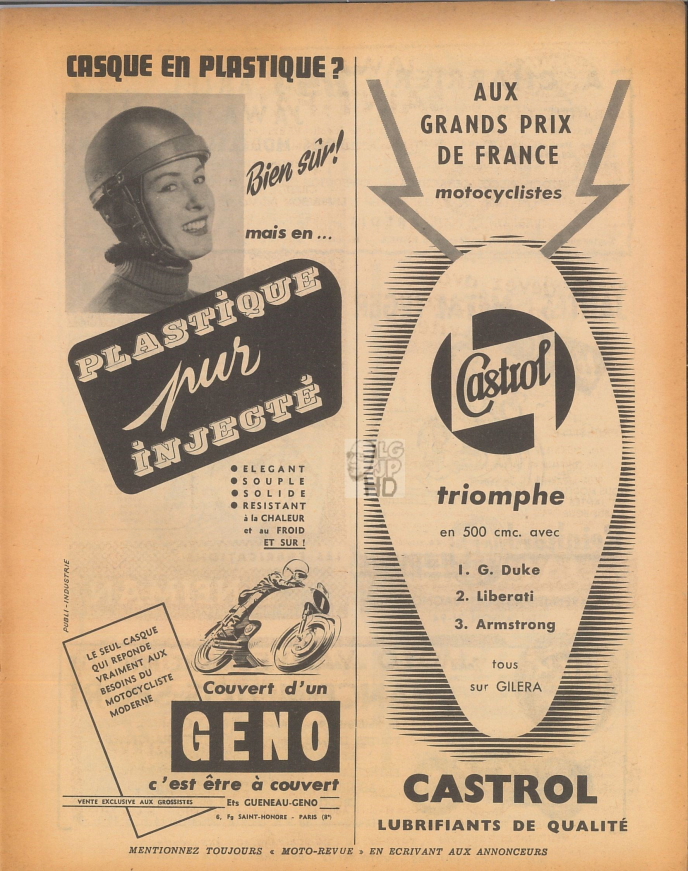 CASQUE EN PLASTIQUE ?
Bien sûr!
mais en ...
PLASTIQUE
pur
INJECTÉ
● ELEGANT
● SOUPLE
● SOLIDE
● RESISTANT
à la CHALEUR
et au FROID
ET SUR !
PUBLI-INDUSTRIE
LE SEUL CASQUE
QUI REPONDE
VRAIMENT AUX
BESOINS DU
MOTOCYCLISTE
MODERNE
Couvert d'un
GENO
c'est être à couvert
VENTE EXCLUSIVE AUX GROSSISTES
Ets GUENEAU-GENO
6, Fg SAINT-HONORE - PARIS (8e)
AUX
GRANDS PRIX
DE FRANCE
motocyclistes
Castrol
triomphe
en 500 cmc. avec
1. G. Duke
2. Liberati
3. Armstrong
tous
sur GILERA
CASTROL
LUBRIFIANTS DE QUALITÉ
MENTIONNEZ TOUJOURS « MOTO-REVUE » EN ECRIVANT AUX ANNONCEURS